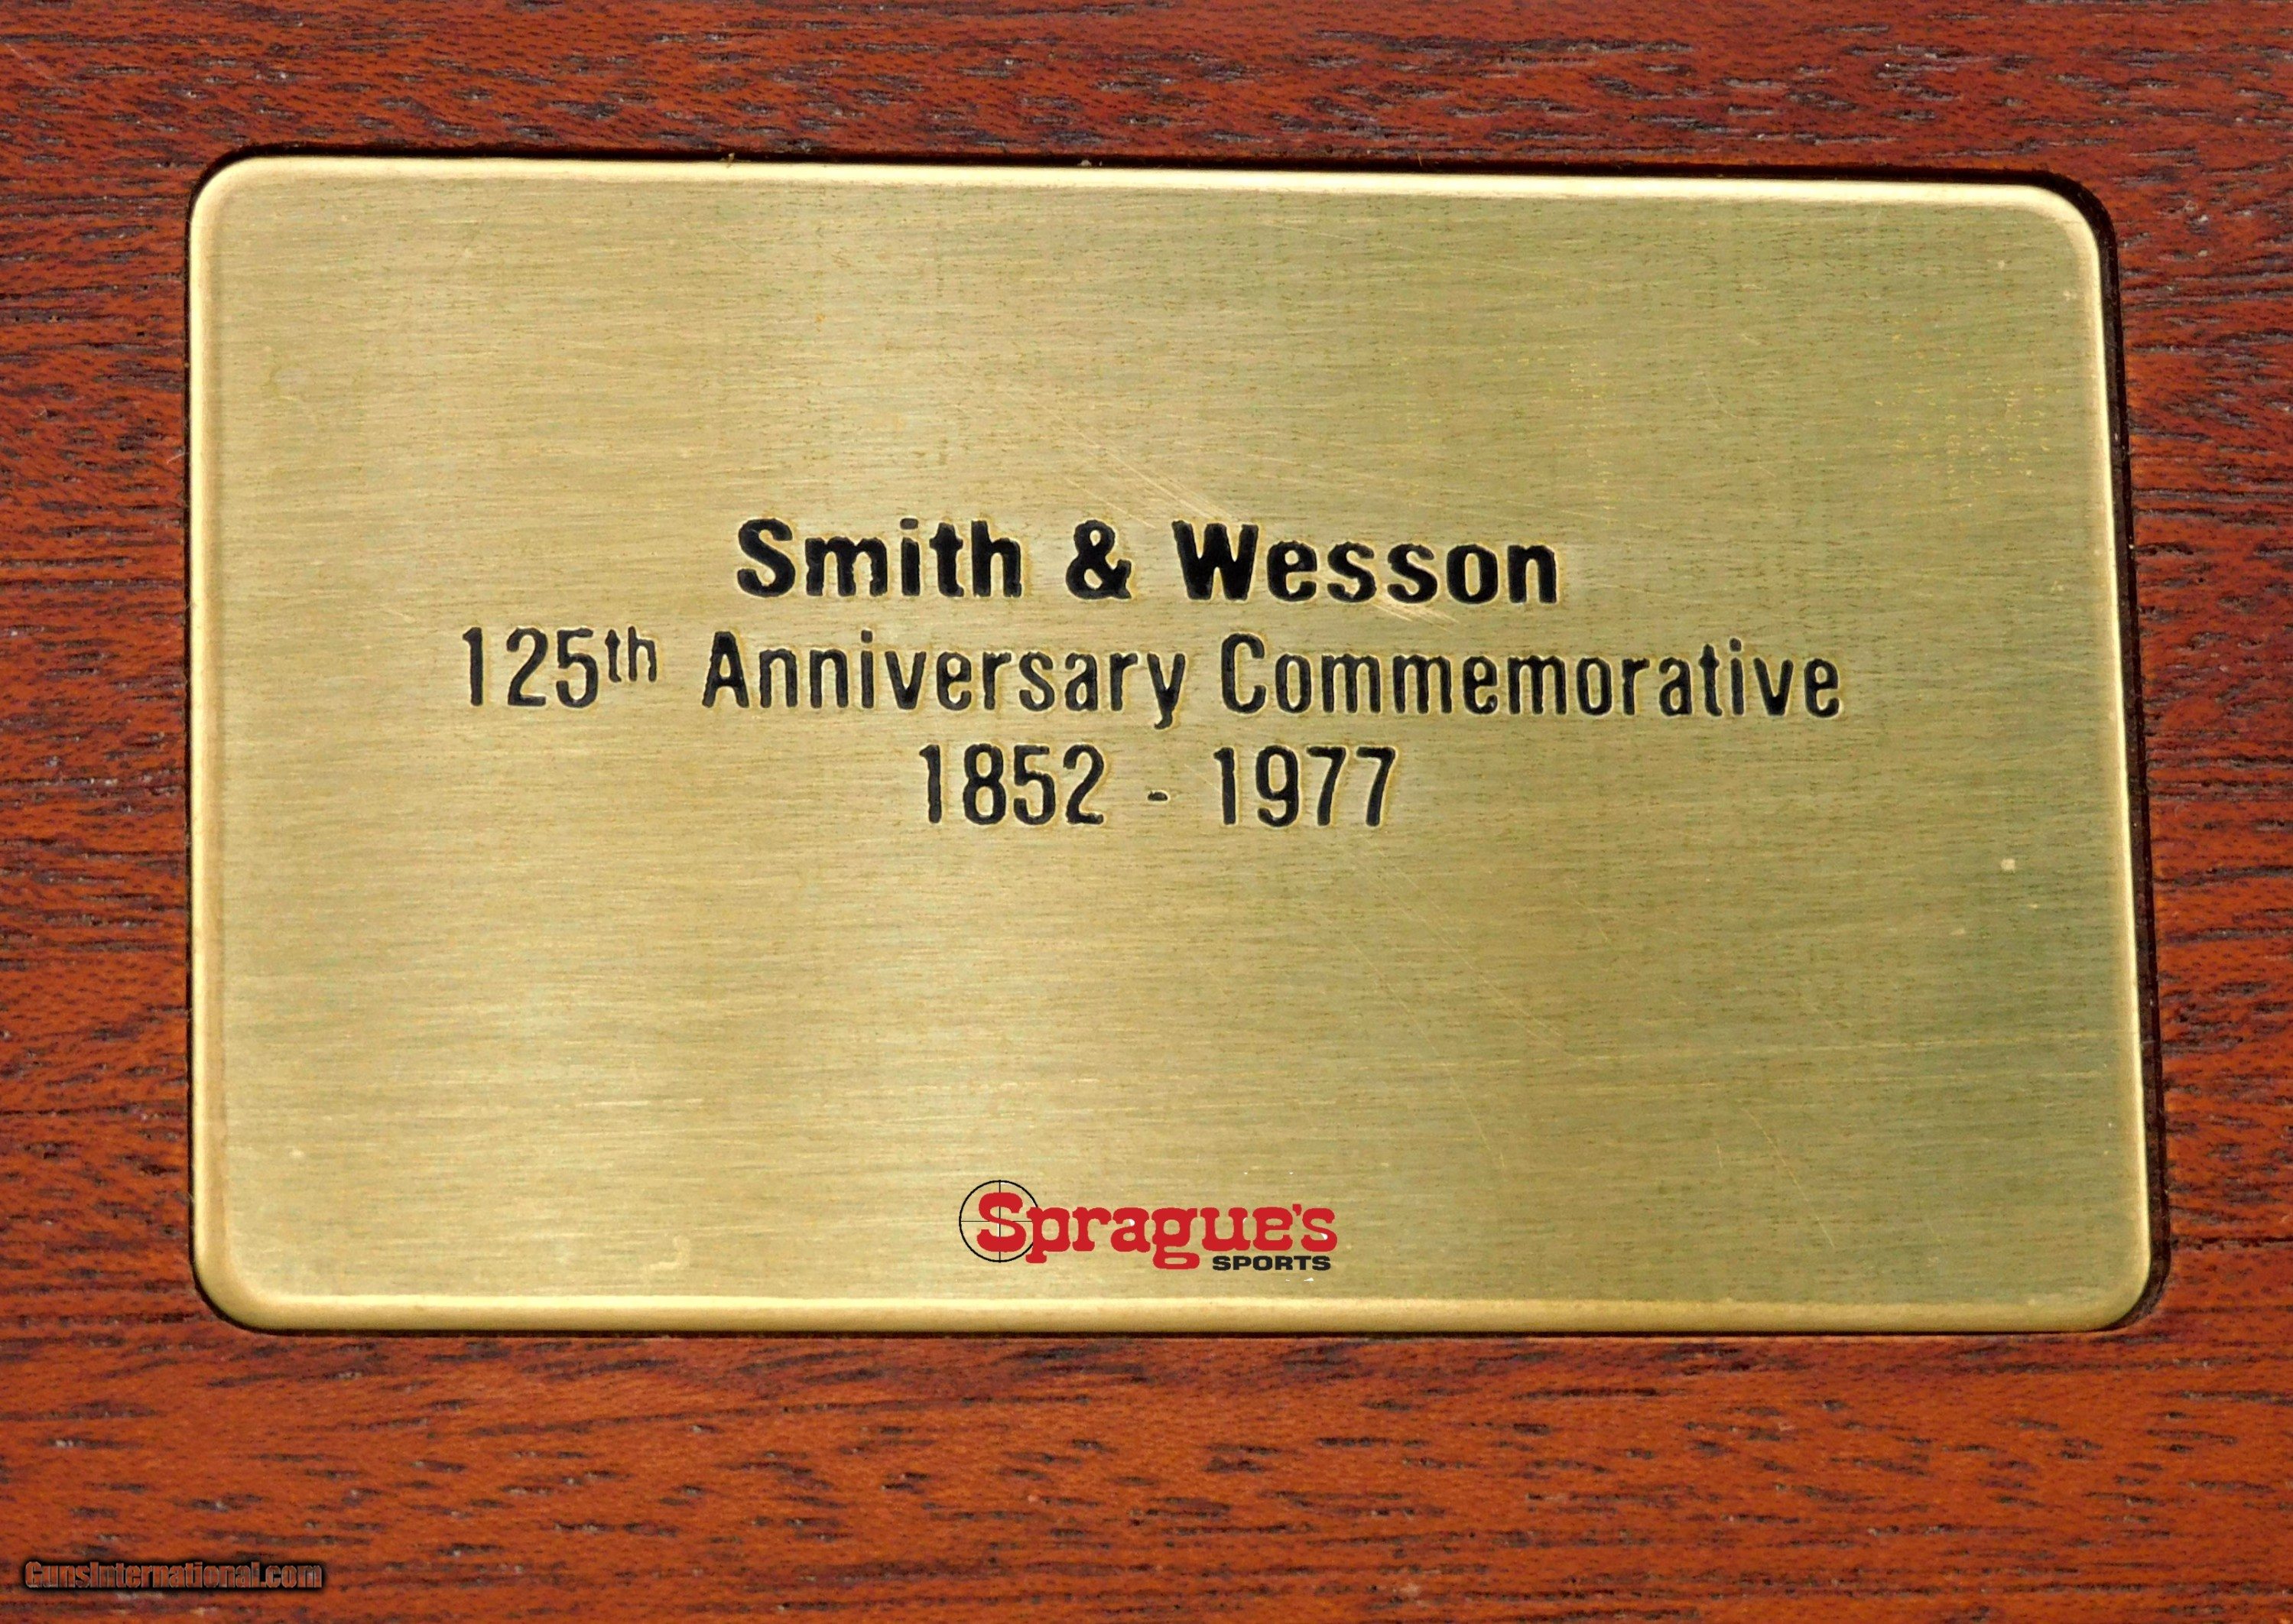 Smith & Wesson
125th Anniversary Commemorative
1852 - 1977
Sprague's
SPORTS
GunsInternational.com